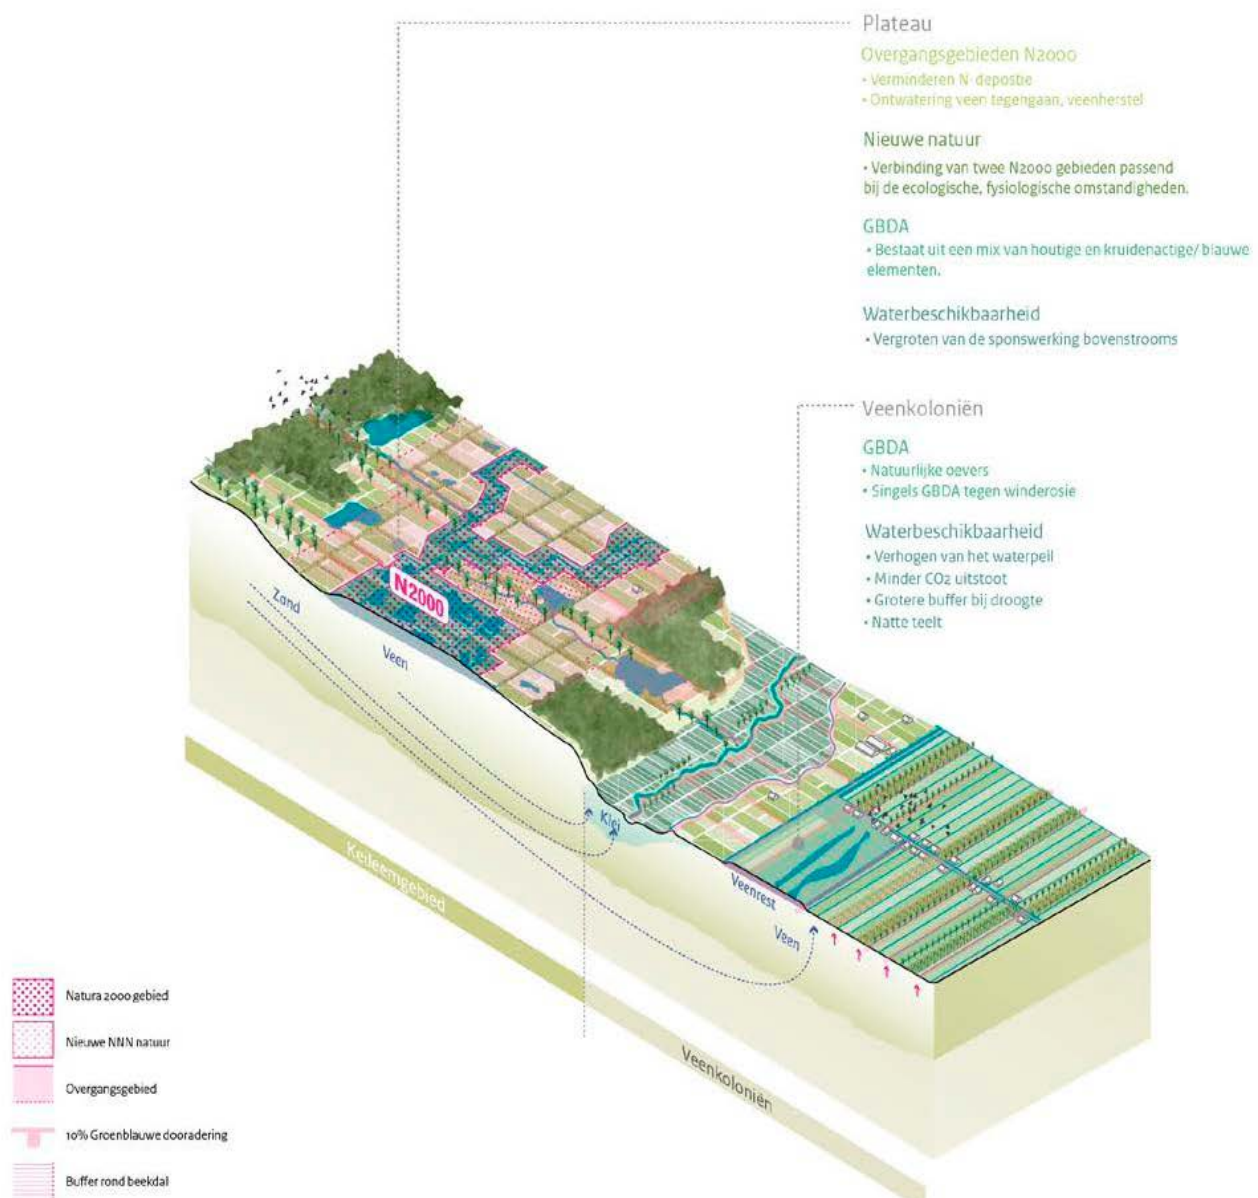 Plateau
Overgangsgebieden N2000
• Verminderen N- depostie
• Ontwatering veen tegengaan, veenherstel
Nieuwe natuur
• Verbinding van twee N2000 gebieden passend
bij de ecologische, fysiologische omstandigheden.
GBDA
• Bestaat uit een mix van houtige en kruidenactige/ blauwe
elementen.
Waterbeschikbaarheid
• Vergroten van de sponswerking bovenstrooms
Veenkoloniën
GBDA
• Natuurlijke oevers
• Singels GBDA tegen winderosie
Waterbeschikbaarheid
• Verhogen van het waterpeil
• Minder CO2 uitstoot
• Grotere buffer bij droogte
• Natte teelt
N2000
Zand
Veen
Klei
Veenrest
Veen
Keileemgebied
Veenkoloniën
Natura 2000 gebied
Nieuwe NNN natuur
Overgangsgebied
10% Groenblauwe dooradering
Buffer rond beekdal